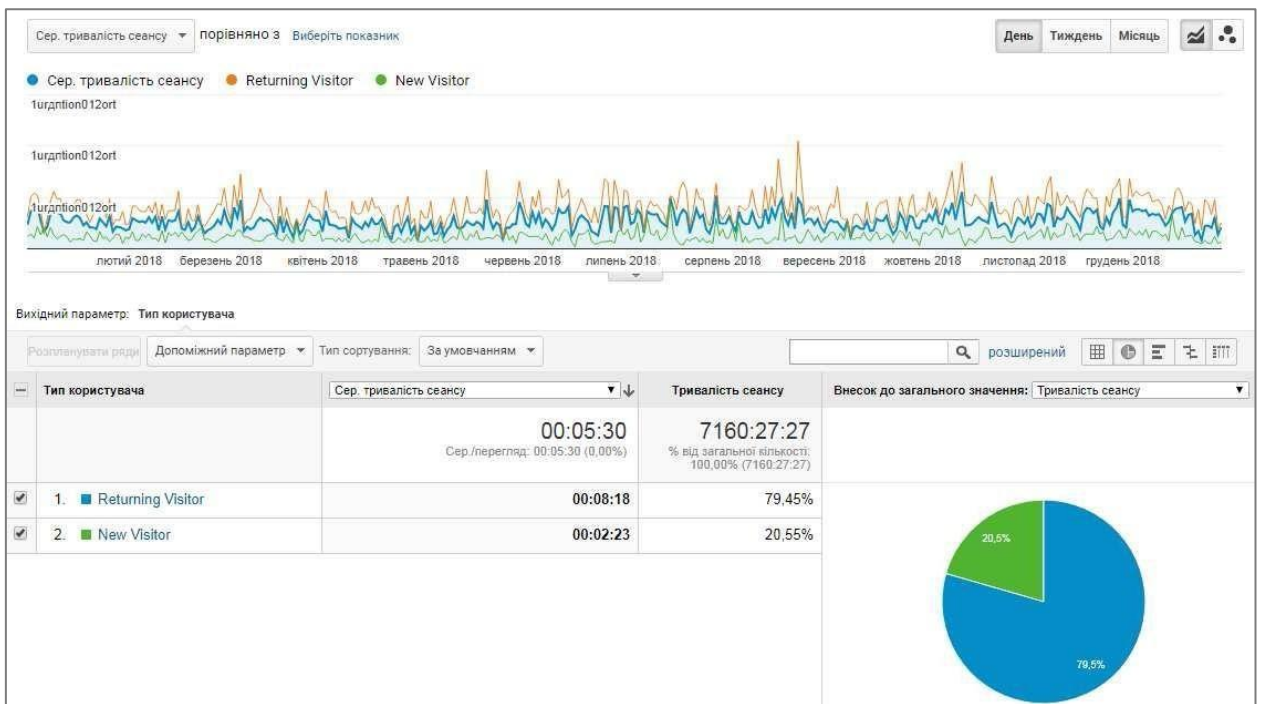 Сер. тривалість сеансу порівняно з Виберіть показник День Тиждень Місяць
Сер. тривалість сеансу Returning Visitor New Visitor
1urдntion012ort
1urдntion012ort
1urдntion012ort
лютий 2018 березень 2018 квітень 2018 травень 2018 червень 2018 липень 2018 серпень 2018 вересень 2018 жовтень 2018 листопад 2018 грудень 2018
Вихідний параметр: Тип користувача
Розпланувати ряди Допоміжний параметр Тип сортування: За умовчанням розширений
Тип користувача Сер. тривалість сеансу Тривалість сеансу Внесок до загального значення: Тривалість сеансу
00:05:30 7160:27:27
Сер./перегляд: 00:05:30 (0,00%) % від загальної кількості:
100,00% (7160:27:27)
1. Returning Visitor 00:08:18 79,45%
2. New Visitor 00:02:23 20,55%
20,5%
79,5%